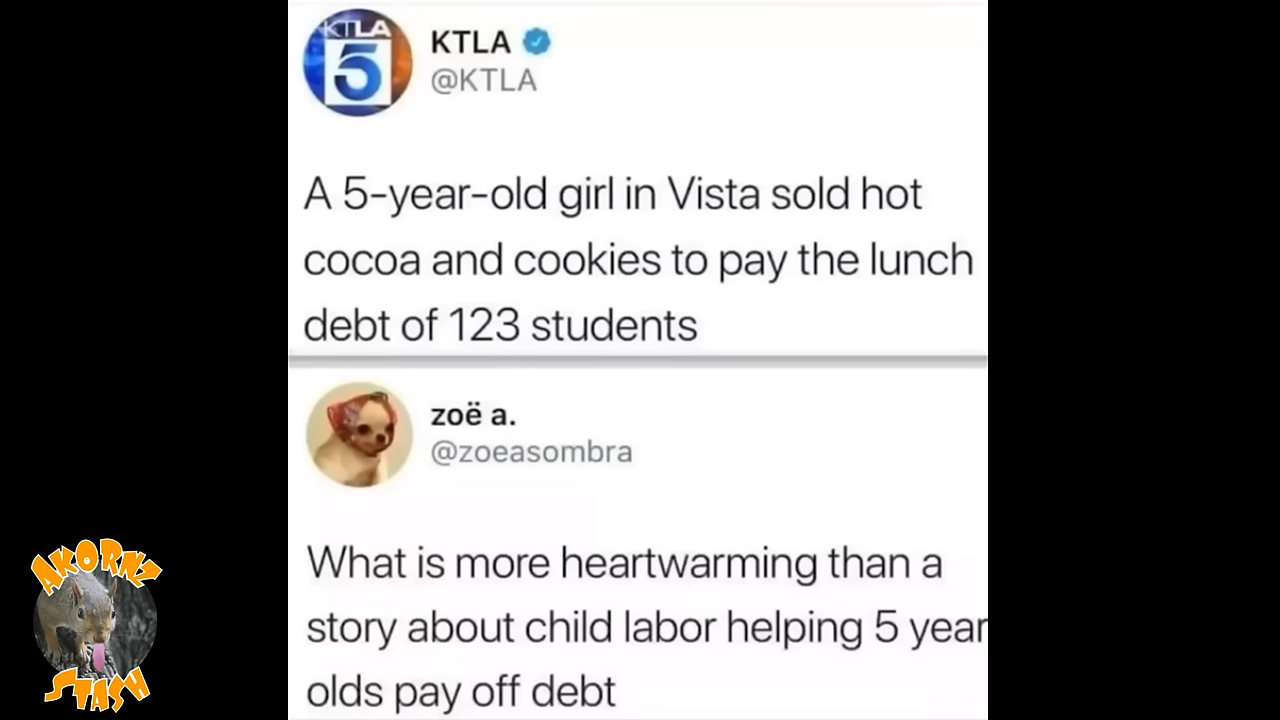 KTLA
5
KTLA
@KTLA
A 5-year-old girl in Vista sold hot
cocoa and cookies to pay the lunch
debt of 123 students
zoë a.
@zoeasombra
What is more heartwarming than a
story about child labor helping 5 year
olds pay off debt
AKORNZ
STASH